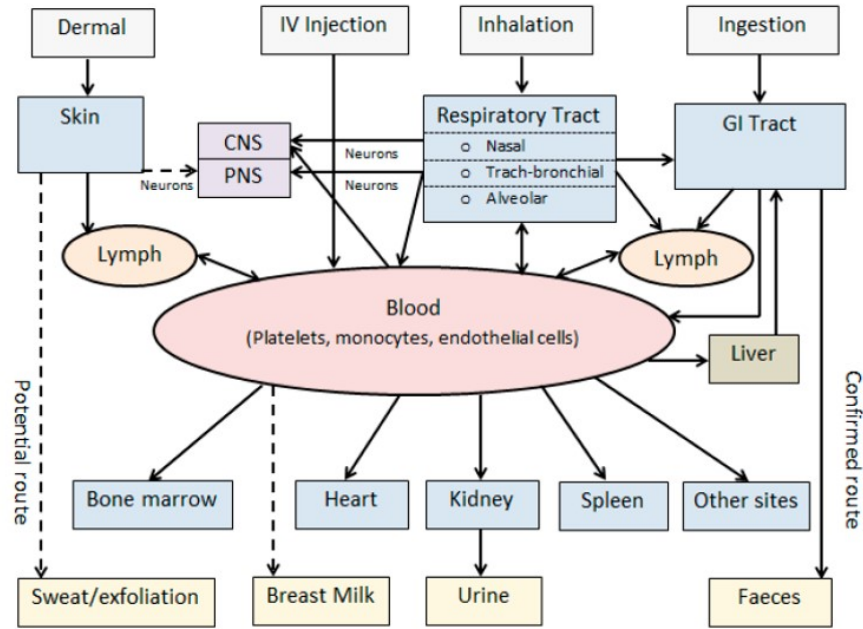 Dermal
IV Injection
Inhalation
Ingestion
Skin
CNS
PNS
Neurons
Neurons
Neurons
Respiratory Tract
o Nasal
o Trach-bronchial
o Alveolar
GI Tract
Lymph
Lymph
Blood
(Platelets, monocytes, endothelial cells)
Liver
Potential route
Confirmed route
Bone marrow
Heart
Kidney
Spleen
Other sites
Sweat/exfoliation
Breast Milk
Urine
Faeces